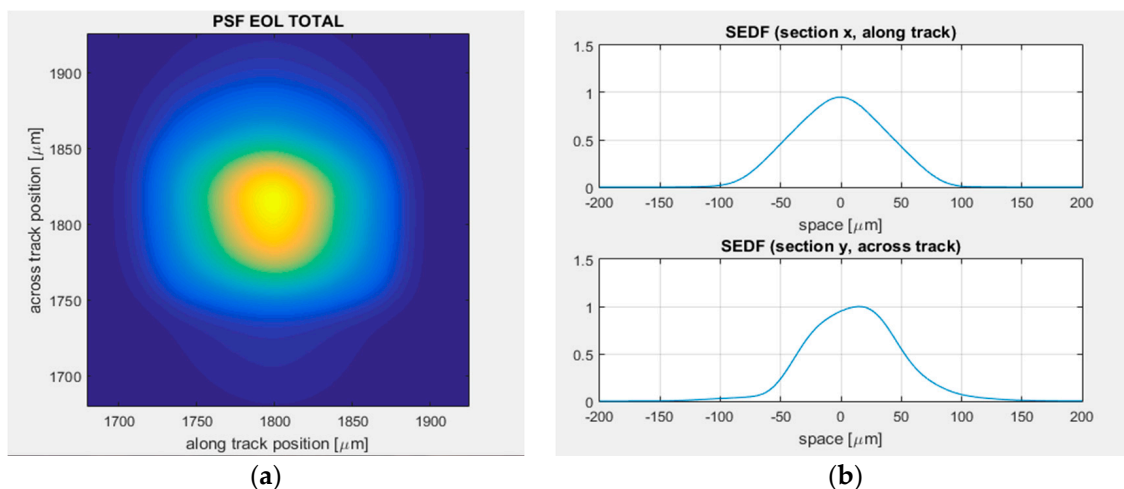 PSF EOL TOTAL
1900
1850
1800
1750
1700
across track position [μm]
1700 1750 1800 1850 1900
along track position [μm]
(a)
SEDF (section x, along track)
1.5
1
0.5
0
-200 -150 -100 -50 0 50 100 150 200
space [μm]
SEDF (section y, across track)
1.5
1
0.5
0
-200 -150 -100 -50 0 50 100 150 200
space [μm]
(b)